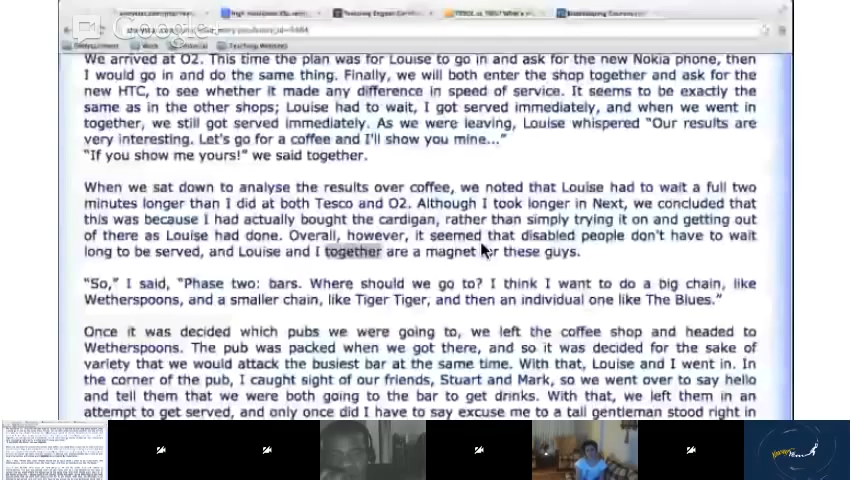 Google+
We arrived at O2. This time the plan was for Louise to go in and ask for the new Nokia phone, then
I would go in and do the same thing. Finally, we will both enter the shop together and ask for the
new HTC, to see whether it made any difference in speed of service. It seems to be exactly the
same as in the other shops; Louise had to wait, I got served immediately, and when we went in
together, we still got served immediately. As we were leaving, Louise whispered “Our results are
very interesting. Let's go for a coffee and I'll show you mine...”
“If you show me yours!” we said together.
When we sat down to analyse the results over coffee, we noted that Louise had to wait a full two
minutes longer than I did at both Tesco and O2. Although I took longer in Next, we concluded that
this was because I had actually bought the cardigan, rather than simply trying it on and getting out
of there as Louise had done. Overall, however, it seemed that disabled people don't have to wait
long to be served, and Louise and I together are a magnet for these guys.
“So,” I said, “Phase two: bars. Where should we go to? I think I want to do a big chain, like
Wetherspoons, and a smaller chain, like Tiger Tiger, and then an individual one like The Blues.”
Once it was decided which pubs we were going to, we left the coffee shop and headed to
Wetherspoons. The pub was packed when we got there, and so it was decided for the sake of
variety that we would attack the busiest bar at the same time. With that, Louise and I went in. In
the corner of the pub, I caught sight of our friends, Stuart and Mark, so we went over to say hello
and tell them that we were both going to the bar to get drinks. With that, we left them in an
attempt to get served, and only once did I have to say excuse me to a tall gentleman stood right in